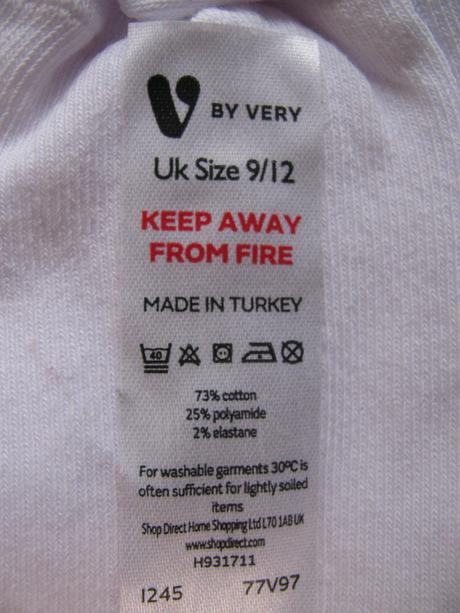 V BY VERY
Uk Size 9/12
KEEP AWAY
FROM FIRE
MADE IN TURKEY
40
73% cotton
25% polyamide
2% elastane
For washable garments 30ºC is
often sufficient for lightly soiled
items
Shop Direct Home Shopping Ltd L70 1AB UK
www.shopdirect.com
H931711
I245 77V97